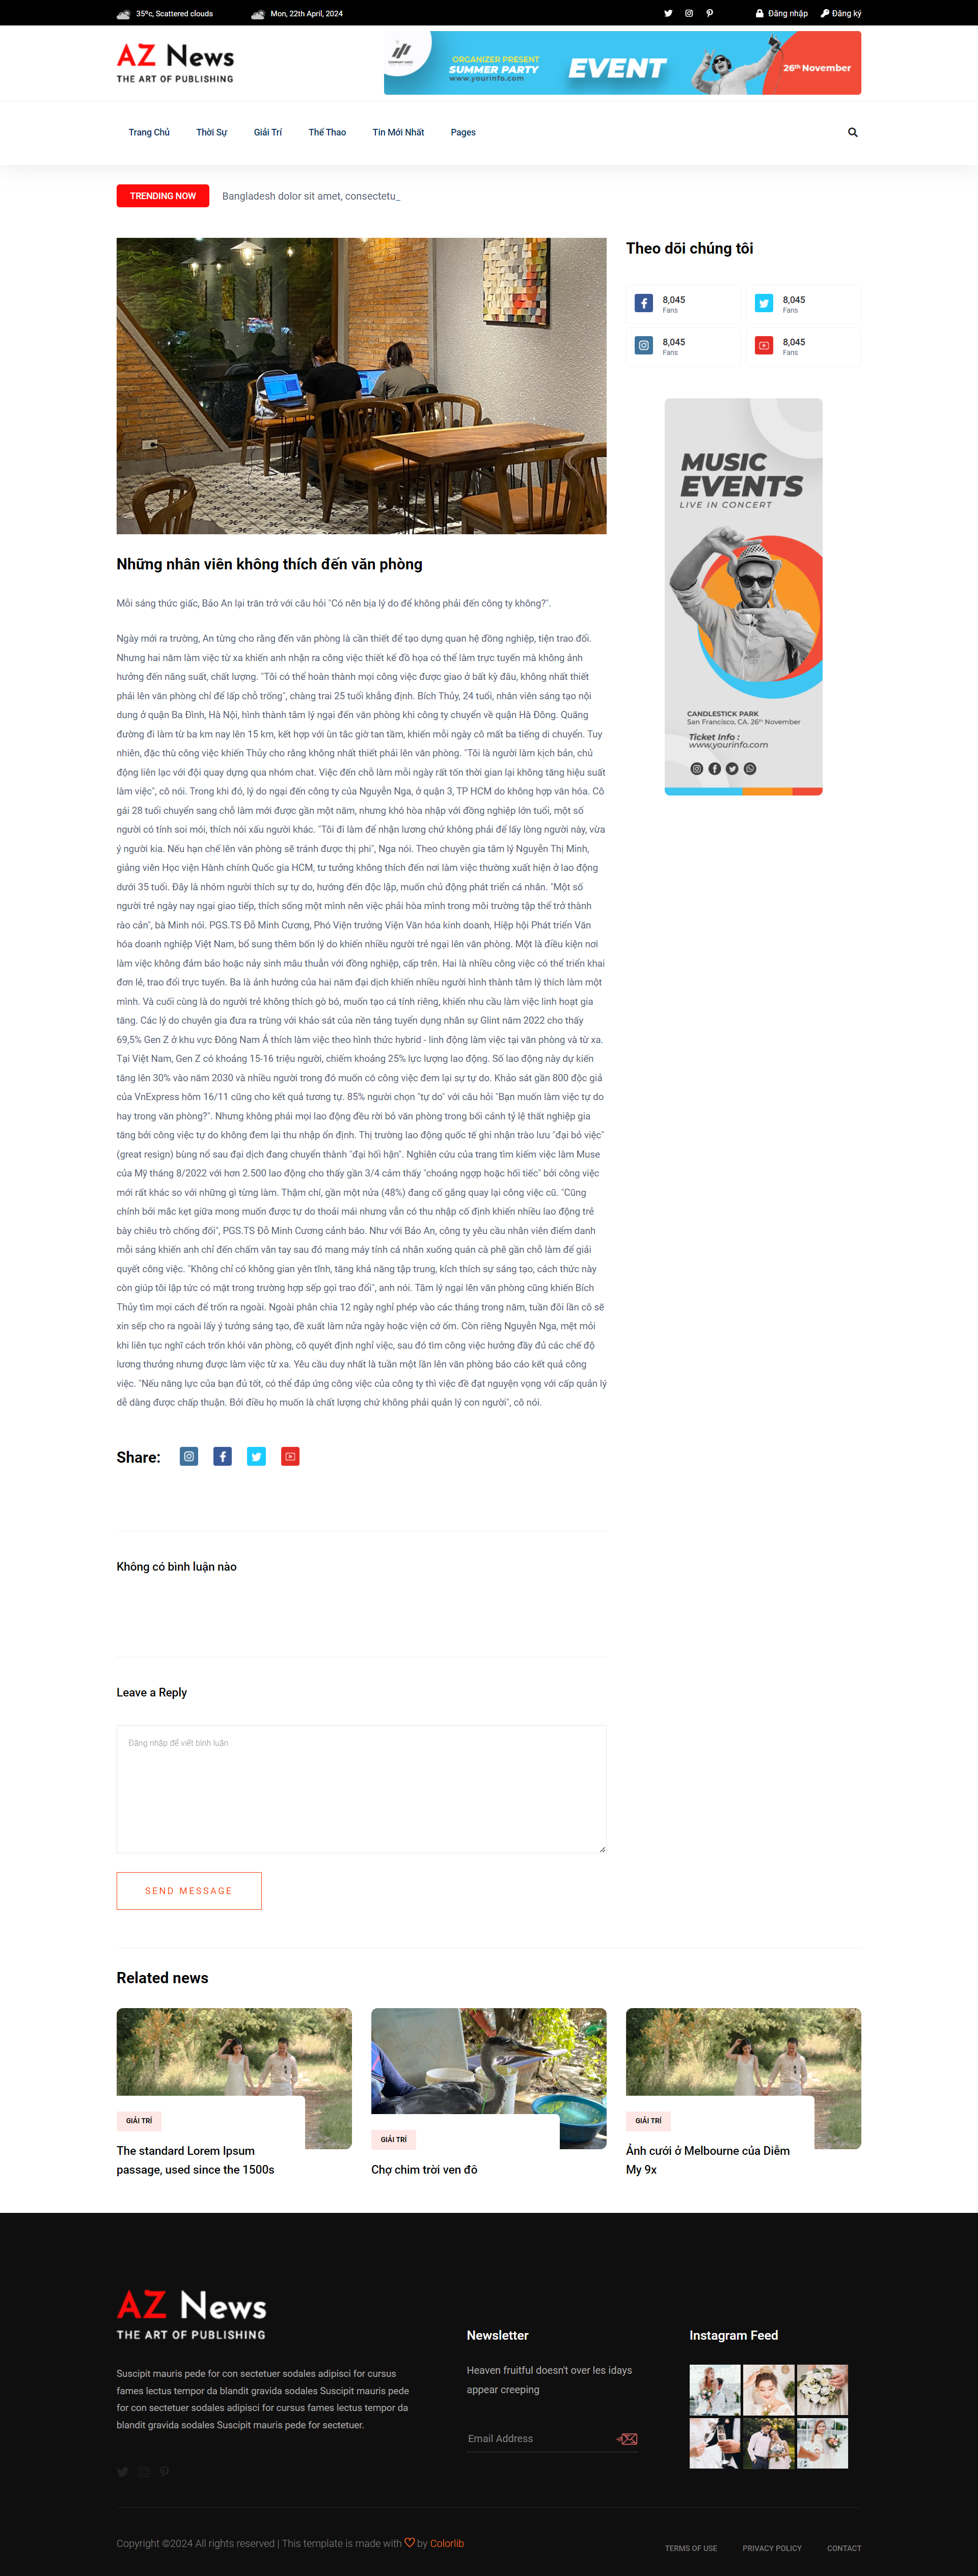 35ºc, Scattered clouds
Mon, 22th April, 2024
Đăng nhập
Đăng ký
AZ News
THE ART OF PUBLISHING
ORGANIZER PRESENT
SUMMER PARTY
www.yourinfo.com
EVENT
26th November
Trang Chủ
Thời Sự
Giải Trí
Thể Thao
Tin Mới Nhất
Pages
TRENDING NOW
Bangladesh dolor sit amet, consectetu_
Những nhân viên không thích đến văn phòng
Mỗi sáng thức giấc, Bảo An lại trăn trở với câu hỏi "Có nên bịa lý do để không phải đến công ty không?".
Ngày mới ra trường, An từng cho rằng đến văn phòng là cần thiết để tạo dựng quan hệ đồng nghiệp, tiện trao đổi.
Nhưng hai năm làm việc từ xa khiến anh nhận ra công việc thiết kế đồ họa có thể làm trực tuyến mà không ảnh
hưởng đến năng suất, chất lượng. "Tôi có thể hoàn thành mọi công việc được giao ở bất kỳ đâu, không nhất thiết
phải lên văn phòng chỉ để lấp chỗ trống", chàng trai 25 tuổi khẳng định. Bích Thủy, 24 tuổi, nhân viên sáng tạo nội
dung ở quận Ba Đình, Hà Nội, hình thành tâm lý ngại đến văn phòng khi công ty chuyển về quận Hà Đông. Quãng
đường đi làm từ ba km nay lên 15 km, kết hợp với ùn tắc giờ tan tầm, khiến mỗi ngày cô mất ba tiếng di chuyển. Tuy
nhiên, đặc thù công việc khiến Thủy cho rằng không nhất thiết phải lên văn phòng. "Tôi là người làm kịch bản, chủ
động liên lạc với đội quay dựng qua nhóm chat. Việc đến chỗ làm mỗi ngày rất tốn thời gian lại không tăng hiệu suất
làm việc", cô nói. Trong khi đó, lý do ngại đến công ty của Nguyễn Nga, ở quận 3, TP HCM do không hợp văn hóa. Cô
gái 28 tuổi chuyển sang chỗ làm mới được gần một năm, nhưng khó hòa nhập với đồng nghiệp lớn tuổi, một số
người có tính soi mói, thích nói xấu người khác. "Tôi đi làm để nhận lương chứ không phải để lấy lòng người này, vừa
ý người kia. Nếu hạn chế lên văn phòng sẽ tránh được thị phi", Nga nói. Theo chuyên gia tâm lý Nguyễn Thị Minh,
giảng viên Học viện Hành chính Quốc gia HCM, tư tưởng không thích đến nơi làm việc thường xuất hiện ở lao động
dưới 35 tuổi. Đây là nhóm người thích sự tự do, hướng đến độc lập, muốn chủ động phát triển cá nhân. "Một số
người trẻ ngày nay ngại giao tiếp, thích sống một mình nên việc phải hòa mình trong môi trường tập thể trở thành
rào cản", bà Minh nói. PGS.TS Đỗ Minh Cương, Phó Viện trưởng Viện Văn hóa kinh doanh, Hiệp hội Phát triển Văn
hóa doanh nghiệp Việt Nam, bổ sung thêm bốn lý do khiến nhiều người trẻ ngại lên văn phòng. Một là điều kiện nơi
làm việc không đảm bảo hoặc nảy sinh mâu thuẫn với đồng nghiệp, cấp trên. Hai là nhiều công việc có thể triển khai
đơn lẻ, trao đổi trực tuyến. Ba là ảnh hưởng của hai năm đại dịch khiến nhiều người hình thành tâm lý thích làm một
mình. Và cuối cùng là do người trẻ không thích gò bó, muốn tạo cá tính riêng, khiến nhu cầu làm việc linh hoạt gia
tăng. Các lý do chuyên gia đưa ra trùng với khảo sát của nền tảng tuyển dụng nhân sự Glint năm 2022 cho thấy
69,5% Gen Z ở khu vực Đông Nam Á thích làm việc theo hình thức hybrid - linh động làm việc tại văn phòng và từ xa.
Tại Việt Nam, Gen Z có khoảng 15-16 triệu người, chiếm khoảng 25% lực lượng lao động. Số lao động này dự kiến
tăng lên 30% vào năm 2030 và nhiều người trong đó muốn có công việc đem lại sự tự do. Khảo sát gần 800 độc giả
của VnExpress hôm 16/11 cũng cho kết quả tương tự. 85% người chọn "tự do" với câu hỏi "Bạn muốn làm việc tự do
hay trong văn phòng?". Nhưng không phải mọi lao động đều rời bỏ văn phòng trong bối cảnh tỷ lệ thất nghiệp gia
tăng bởi công việc tự do không đem lại thu nhập ổn định. Thị trường lao động quốc tế ghi nhận trào lưu "đại bỏ việc"
(great resign) bùng nổ sau đại dịch đang chuyển thành "đại hối hận". Nghiên cứu của trang tìm kiếm việc làm Muse
của Mỹ tháng 8/2022 với hơn 2.500 lao động cho thấy gần 3/4 cảm thấy "choáng ngợp hoặc hối tiếc" bởi công việc
mới rất khác so với những gì từng làm. Thậm chí, gần một nửa (48%) đang cố gắng quay lại công việc cũ. "Cũng
chính bởi mắc kẹt giữa mong muốn được tự do thoải mái nhưng vẫn có thu nhập cố định khiến nhiều lao động trẻ
bày chiêu trò chống đối", PGS.TS Đỗ Minh Cương cảnh báo. Như với Bảo An, công ty yêu cầu nhân viên điểm danh
mỗi sáng khiến anh chỉ đến chấm vân tay sau đó mang máy tính cá nhân xuống quán cà phê gần chỗ làm để giải
quyết công việc. "Không chỉ có không gian yên tĩnh, tăng khả năng tập trung, kích thích sự sáng tạo, cách thức này
còn giúp tôi lập tức có mặt trong trường hợp sếp gọi trao đổi", anh nói. Tâm lý ngại lên văn phòng cũng khiến Bích
Thủy tìm mọi cách để trốn ra ngoài. Ngoài phân chia 12 ngày nghỉ phép vào các tháng trong năm, tuần đôi lần cô sẽ
xin sếp cho ra ngoài lấy ý tưởng sáng tạo, đề xuất làm nửa ngày hoặc viện cớ ốm. Còn riêng Nguyễn Nga, mệt mỏi
khi liên tục nghĩ cách trốn khỏi văn phòng, cô quyết định nghỉ việc, sau đó tìm công việc hưởng đầy đủ các chế độ
lương thưởng nhưng được làm việc từ xa. Yêu cầu duy nhất là tuần một lần lên văn phòng báo cáo kết quả công
việc. "Nếu năng lực của bạn đủ tốt, có thể đáp ứng công việc của công ty thì việc đề đạt nguyện vọng với cấp quản lý
dễ dàng được chấp thuận. Bởi điều họ muốn là chất lượng chứ không phải quản lý con người", cô nói.
Theo dõi chúng tôi
8,045
Fans
8,045
Fans
8,045
Fans
8,045
Fans
MUSIC
EVENTS
LIVE IN CONCERT
CANDLESTICK PARK
San Francisco, CA. 26th November
Ticket Info :
www.yourinfo.com
Share:
Không có bình luận nào
Leave a Reply
Đăng nhập để viết bình luận
SEND MESSAGE
Related news
GIẢI TRÍ
The standard Lorem Ipsum
passage, used since the 1500s
GIẢI TRÍ
Chợ chim trời ven đô
GIẢI TRÍ
Ảnh cưới ở Melbourne của Diễm
My 9x
AZ News
THE ART OF PUBLISHING
Suscipit mauris pede for con sectetuer sodales adipisci for cursus
fames lectus tempor da blandit gravida sodales Suscipit mauris pede
for con sectetuer sodales adipisci for cursus fames lectus tempor da
blandit gravida sodales Suscipit mauris pede for sectetuer.
Newsletter
Heaven fruitful doesn't over les idays
appear creeping
Email Address
Instagram Feed
Copyright ©2024 All rights reserved | This template is made with by Colorlib
TERMS OF USE
PRIVACY POLICY
CONTACT